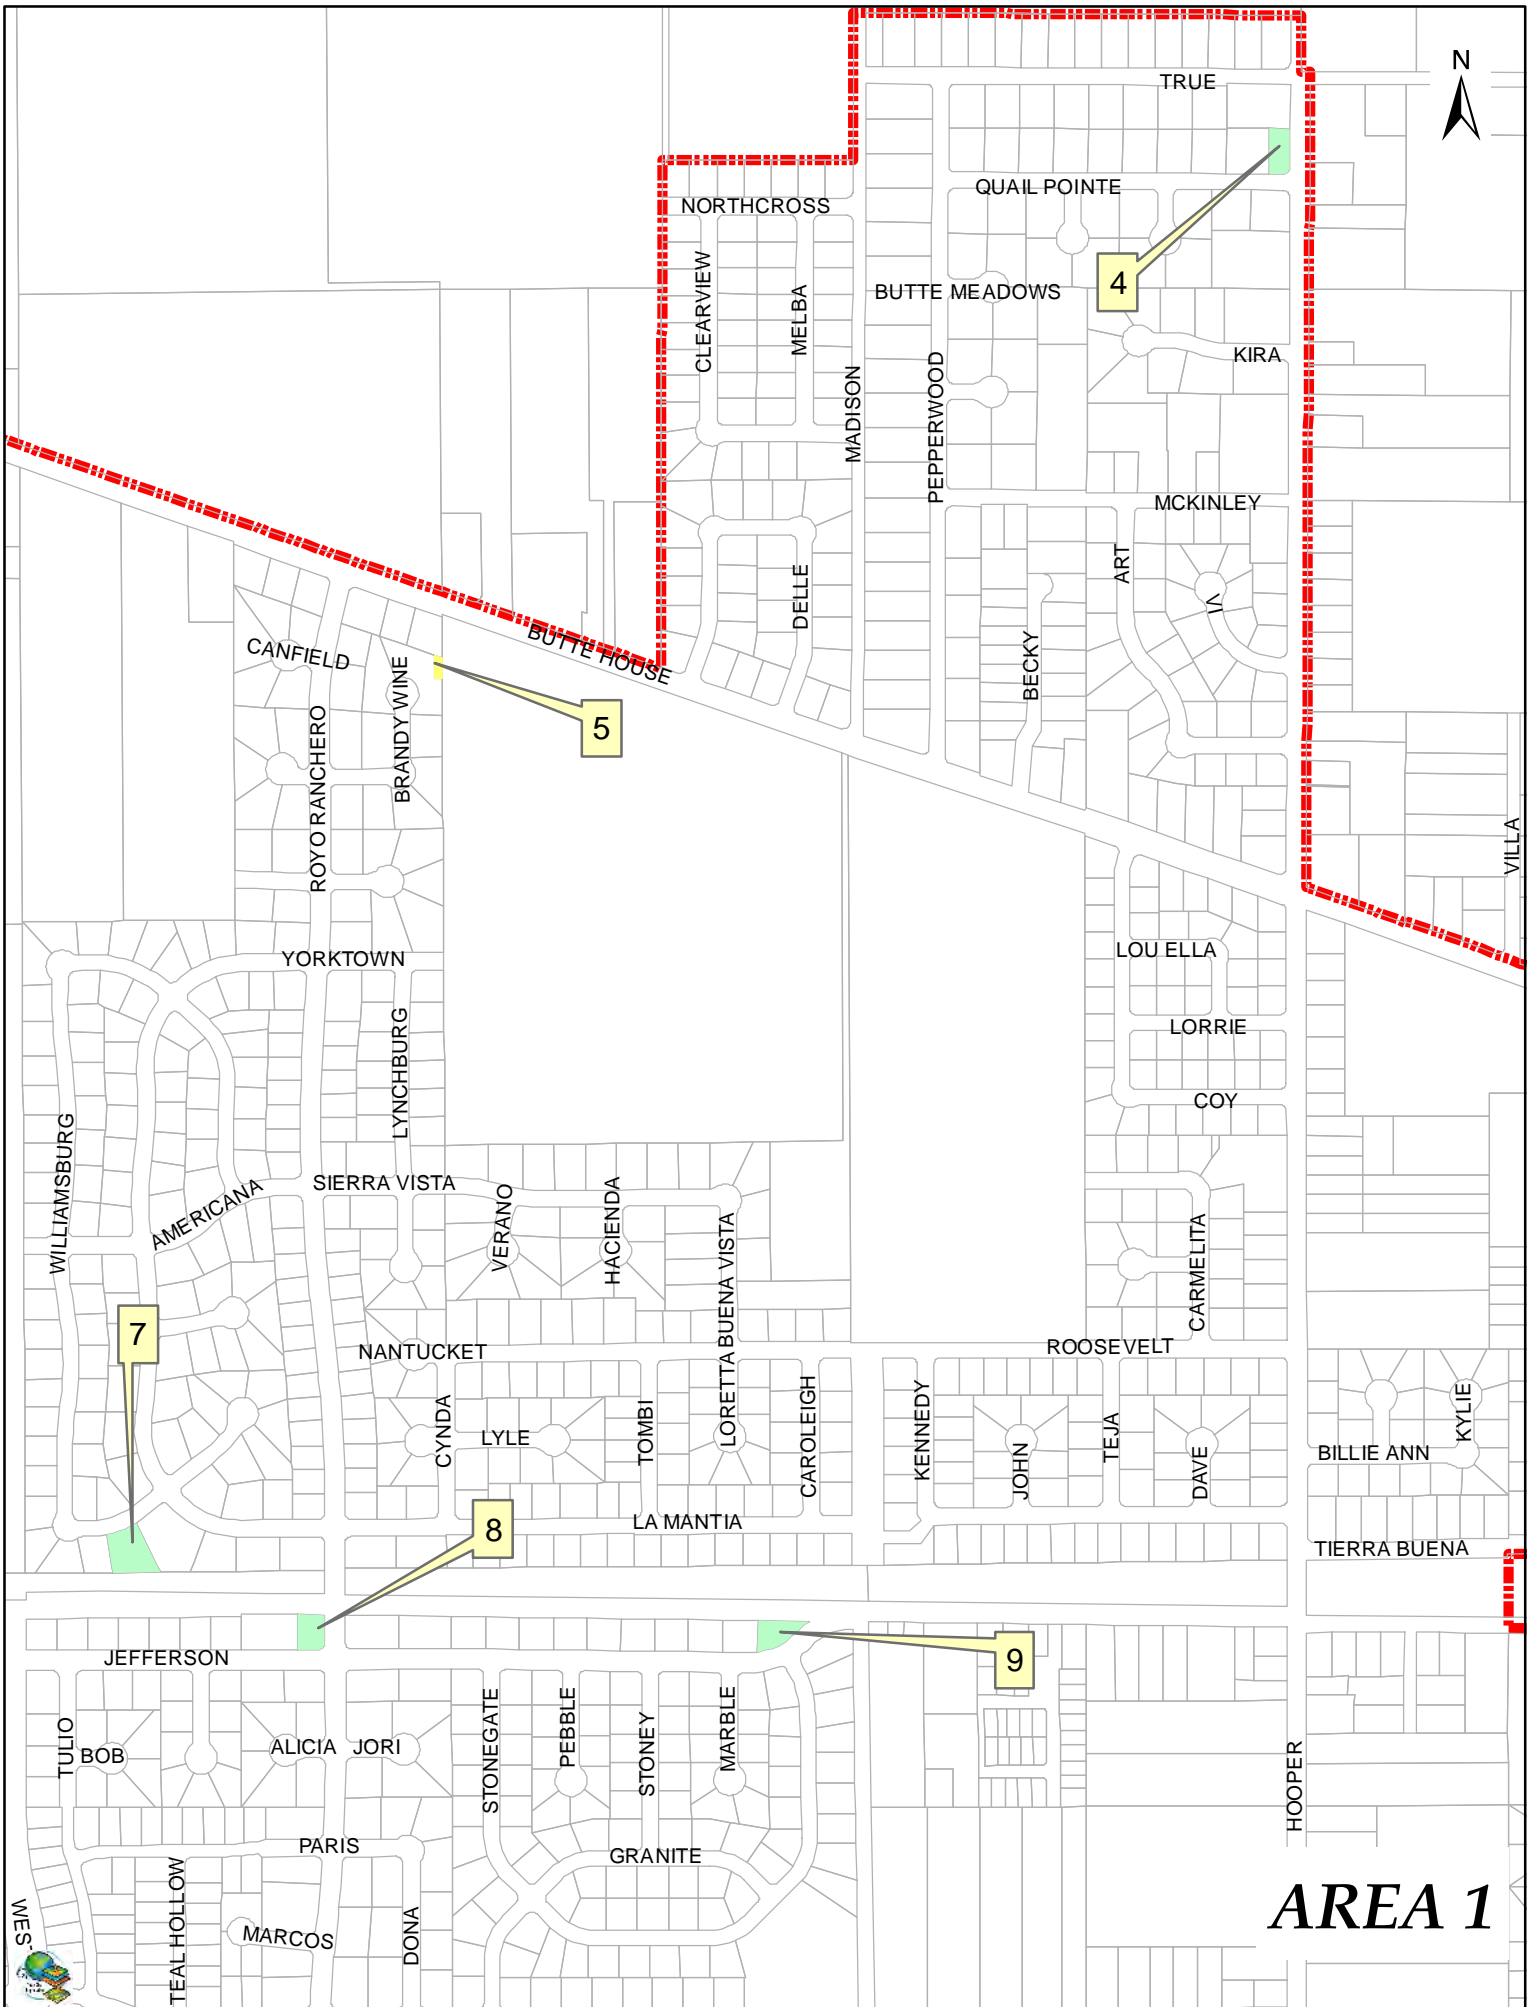 N
TRUE
QUAIL POINTE
NORTHCROSS
4
BUTTE MEADOWS
CLEARVIEW
MELBA
KIRA
MADISON
PEPPERWOOD
MCKINLEY
ART
VI
DELLE
BECKY
BUTTE HOUSE
CANFIELD
BRANDY WINE
5
ROYO RANCHERO
VILLA
YORKTOWN
LOU ELLA
LYNCHBURG
LORRIE
COY
WILLIAMSBURG
SIERRA VISTA
AMERICANA
VERANO
HACIENDA
LORETTA BUENA VISTA
CARMELITA
7
NANTUCKET
ROOSEVELT
CYNDA
LYLE
TOMBI
CAROLEIGH
KENNEDY
JOHN
TEJA
DAVE
KYLIE
BILLIE ANN
8
LA MANTIA
TIERRA BUENA
9
JEFFERSON
TULIO
BOB
ALICIA
JORI
STONEGATE
PEBBLE
STONEY
MARBLE
HOOPER
PARIS
GRANITE
TEAL HOLLOW
MARCOS
DONA
WES
AREA 1